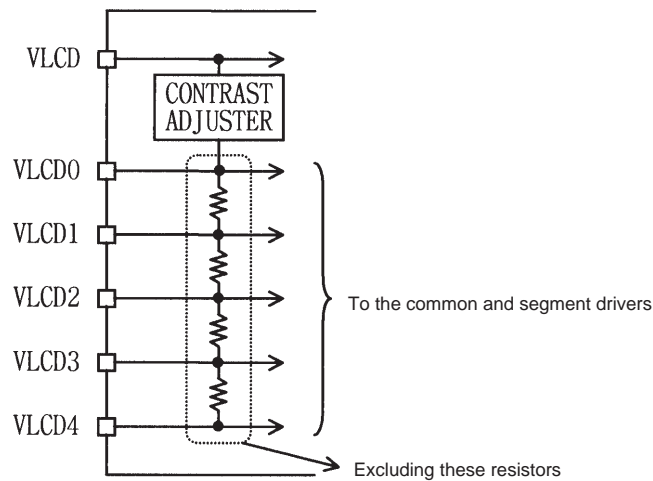 VLCD
CONTRAST
ADJUSTER
VLCD0
VLCD1
VLCD2
To the common and segment drivers
VLCD3
VLCD4
Excluding these resistors